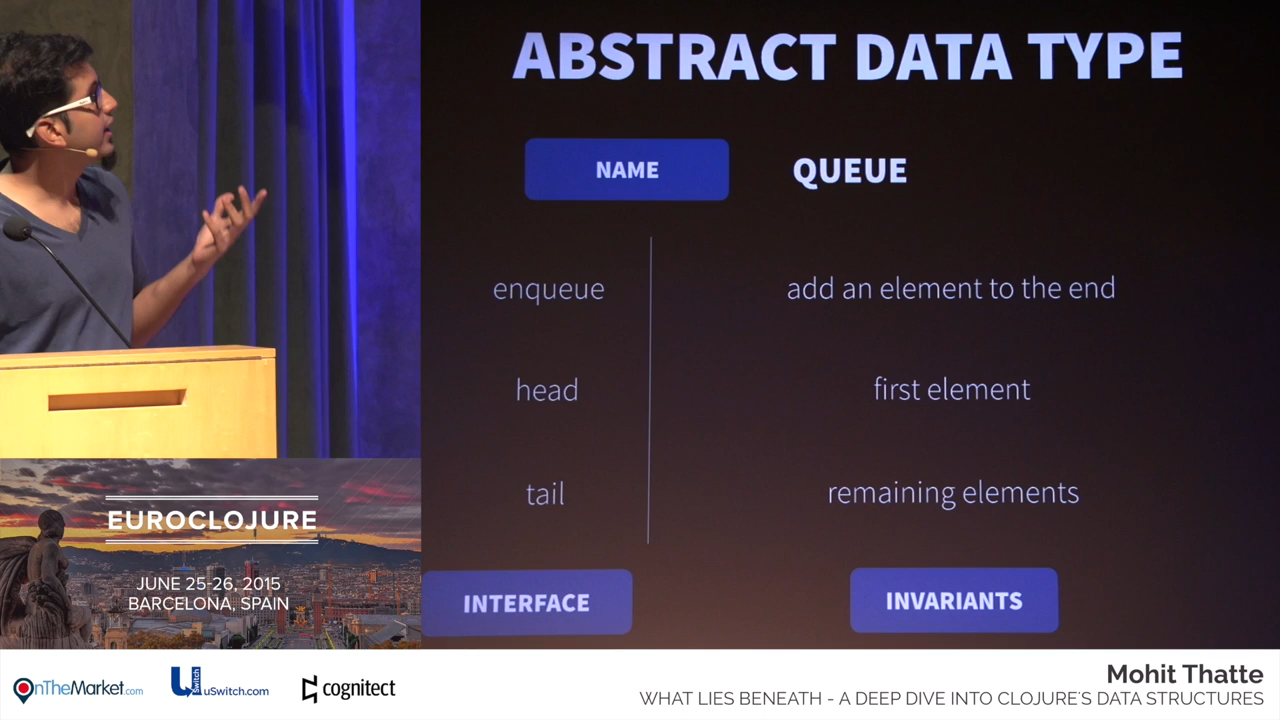 ABSTRACT DATA TYPE
NAME QUEUE
enqueue add an element to the end
head first element
tail remaining elements
INTERFACE INVARIANTS
EUROCLOJURE
JUNE 25-26, 2015
BARCELONA, SPAIN
OnTheMarket.com
U Switch uSwitch.com
cognitect
Mohit Thatte
WHAT LIES BENEATH - A DEEP DIVE INTO CLOJURE'S DATA STRUCTURES